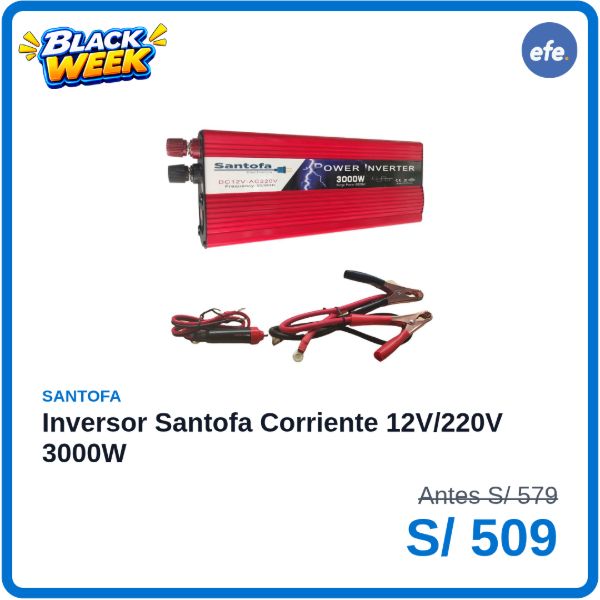 BLACK
WEEK
efe.
Santofa
POWER INVERTER
3000W
DC12V-AC220V
SANTOFA
Inversor Santofa Corriente 12V/220V
3000W
Antes S/ 579
S/ 509